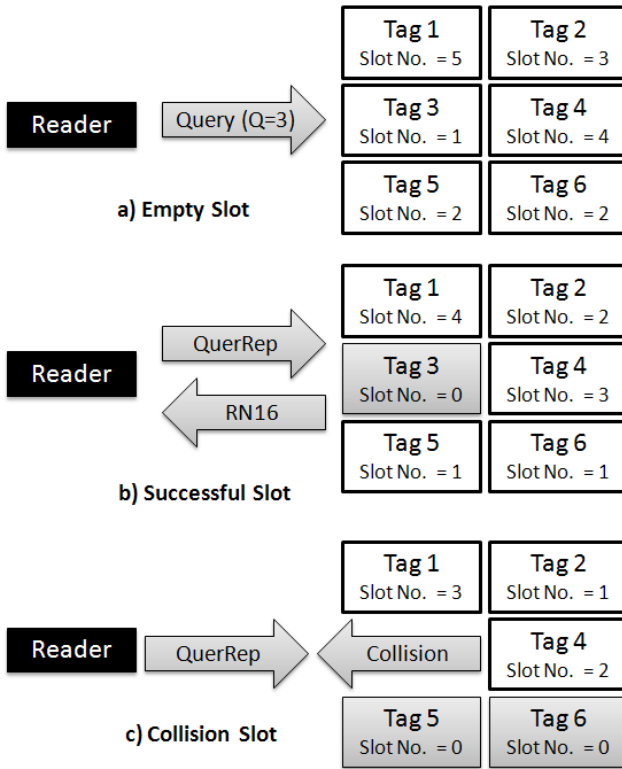 Tag 1
Slot No. = 5
Tag 2
Slot No. = 3
Reader
Query (Q=3)
Tag 3
Slot No. = 1
Tag 4
Slot No. = 4
Tag 5
Slot No. = 2
Tag 6
Slot No. = 2
a) Empty Slot
Tag 1
Slot No. = 4
Tag 2
Slot No. = 2
QuerRep
Reader
RN16
Tag 3
Slot No. = 0
Tag 4
Slot No. = 3
Tag 5
Slot No. = 1
Tag 6
Slot No. = 1
b) Successful Slot
Tag 1
Slot No. = 3
Tag 2
Slot No. = 1
Reader
QuerRep
Collision
Tag 4
Slot No. = 2
Tag 5
Slot No. = 0
Tag 6
Slot No. = 0
c) Collision Slot